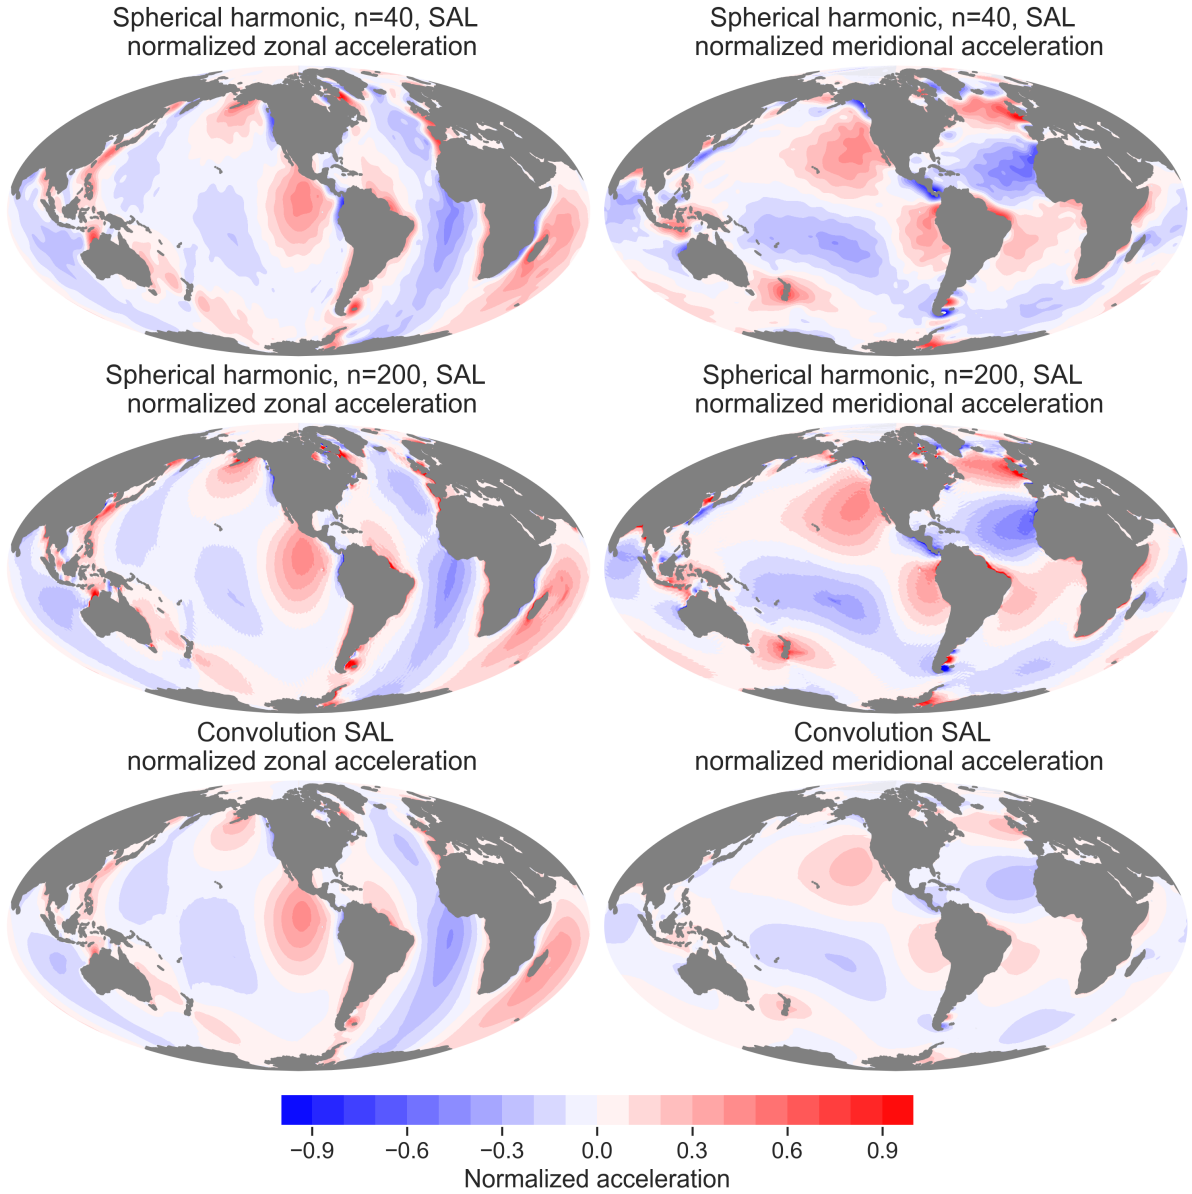 Spherical harmonic, n=40, SAL
normalized zonal acceleration
Spherical harmonic, n=40, SAL
normalized meridional acceleration
Spherical harmonic, n=200, SAL
normalized zonal acceleration
Spherical harmonic, n=200, SAL
normalized meridional acceleration
Convolution SAL
normalized zonal acceleration
Convolution SAL
normalized meridional acceleration
−0.9 −0.6 −0.3 0.0 0.3 0.6 0.9
Normalized acceleration